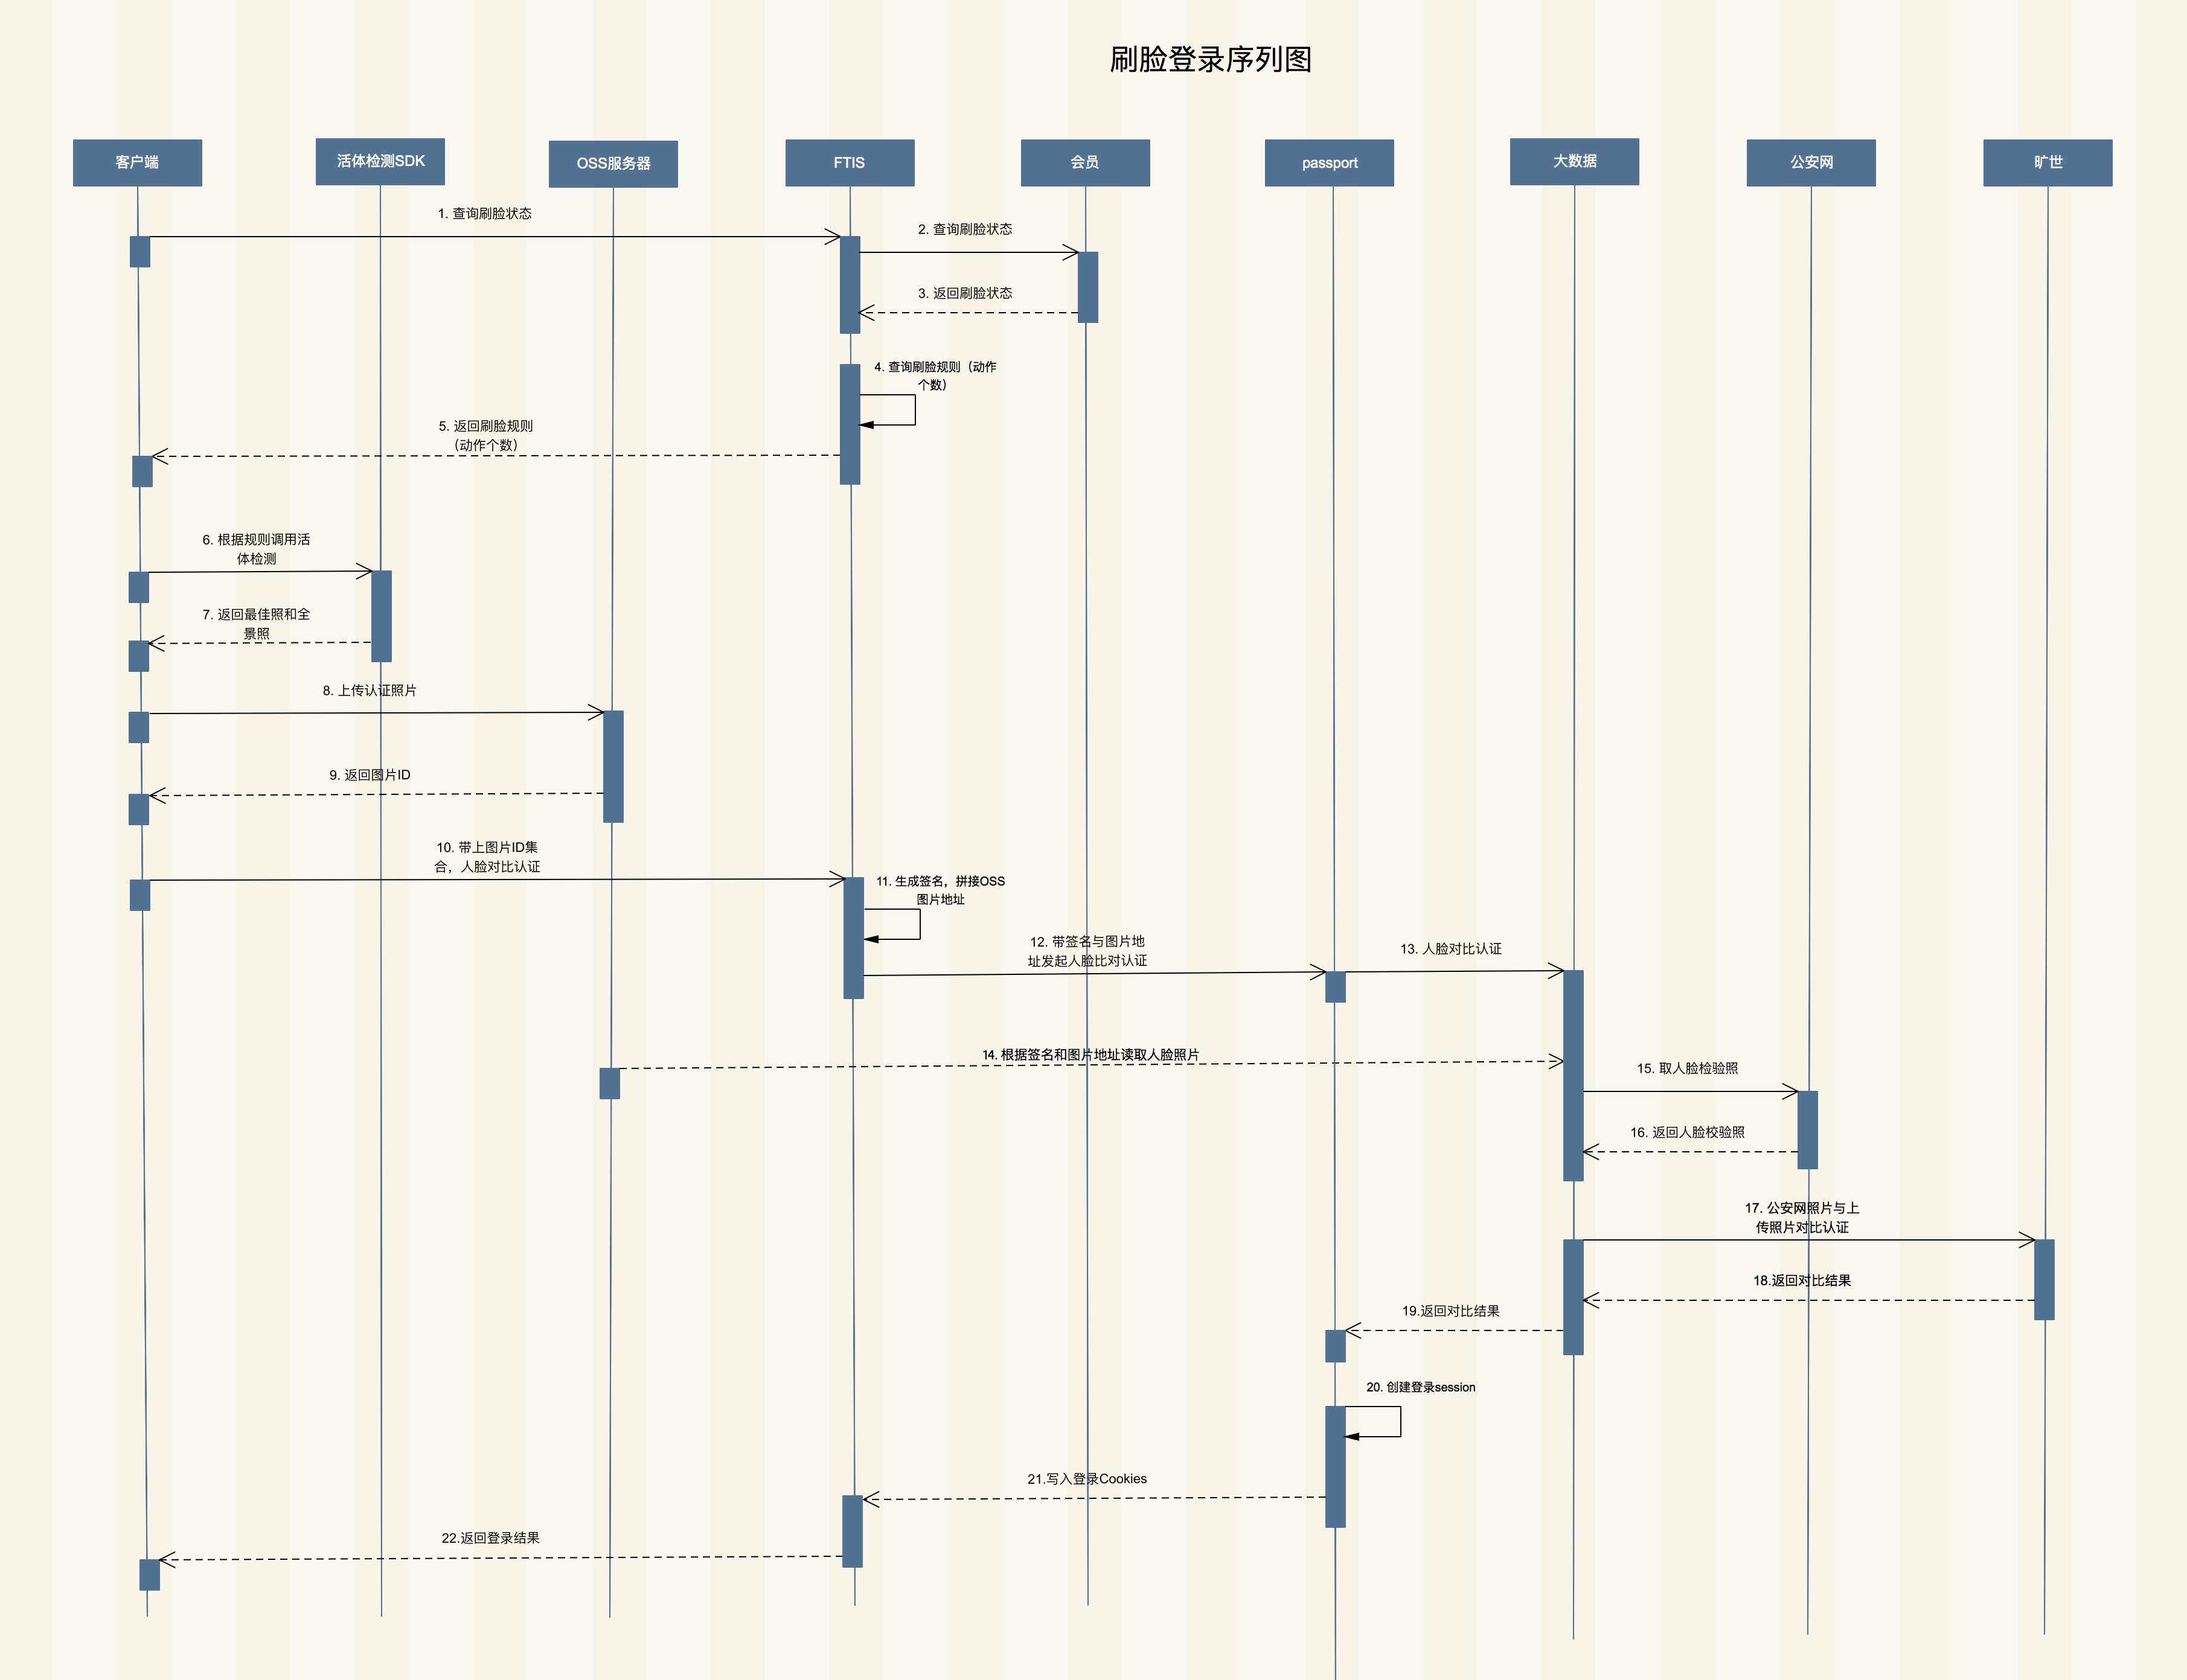 刷脸登录序列图
客户端
活体检测SDK
OSS服务器
FTIS
会员
passport
大数据
公安网
旷世
1. 查询刷脸状态
2. 查询刷脸状态
3. 返回刷脸状态
4. 查询刷脸规则（动作
个数）
5. 返回刷脸规则
（动作个数）
6. 根据规则调用活
体检测
7. 返回最佳照和全
景照
8. 上传认证照片
9. 返回图片ID
10. 带上图片ID集
合，人脸对比认证
11. 生成签名，拼接OSS
图片地址
12. 带签名与图片地
址发起人脸比对认证
13. 人脸对比认证
14. 根据签名和图片地址读取人脸照片
15. 取人脸检验照
16. 返回人脸校验照
17. 公安网照片与上
传照片对比认证
18.返回对比结果
19.返回对比结果
20. 创建登录session
21.写入登录Cookies
22.返回登录结果